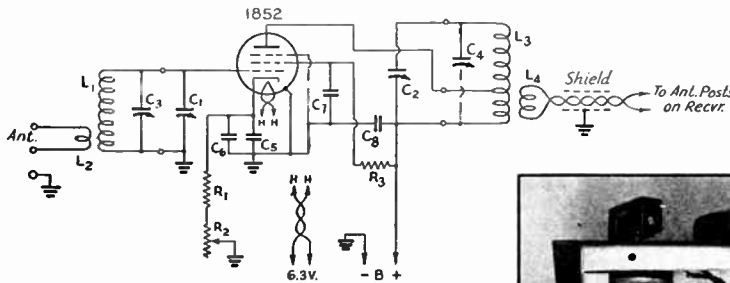 1852
L1
C3
C1
Ant.
L2
C6
C5
H H
C7
C8
R1
R2
R3
H H
6.3V.
- B +
C2
C4
L3
L4
Shield
To Ant. Posts
on Recvr.